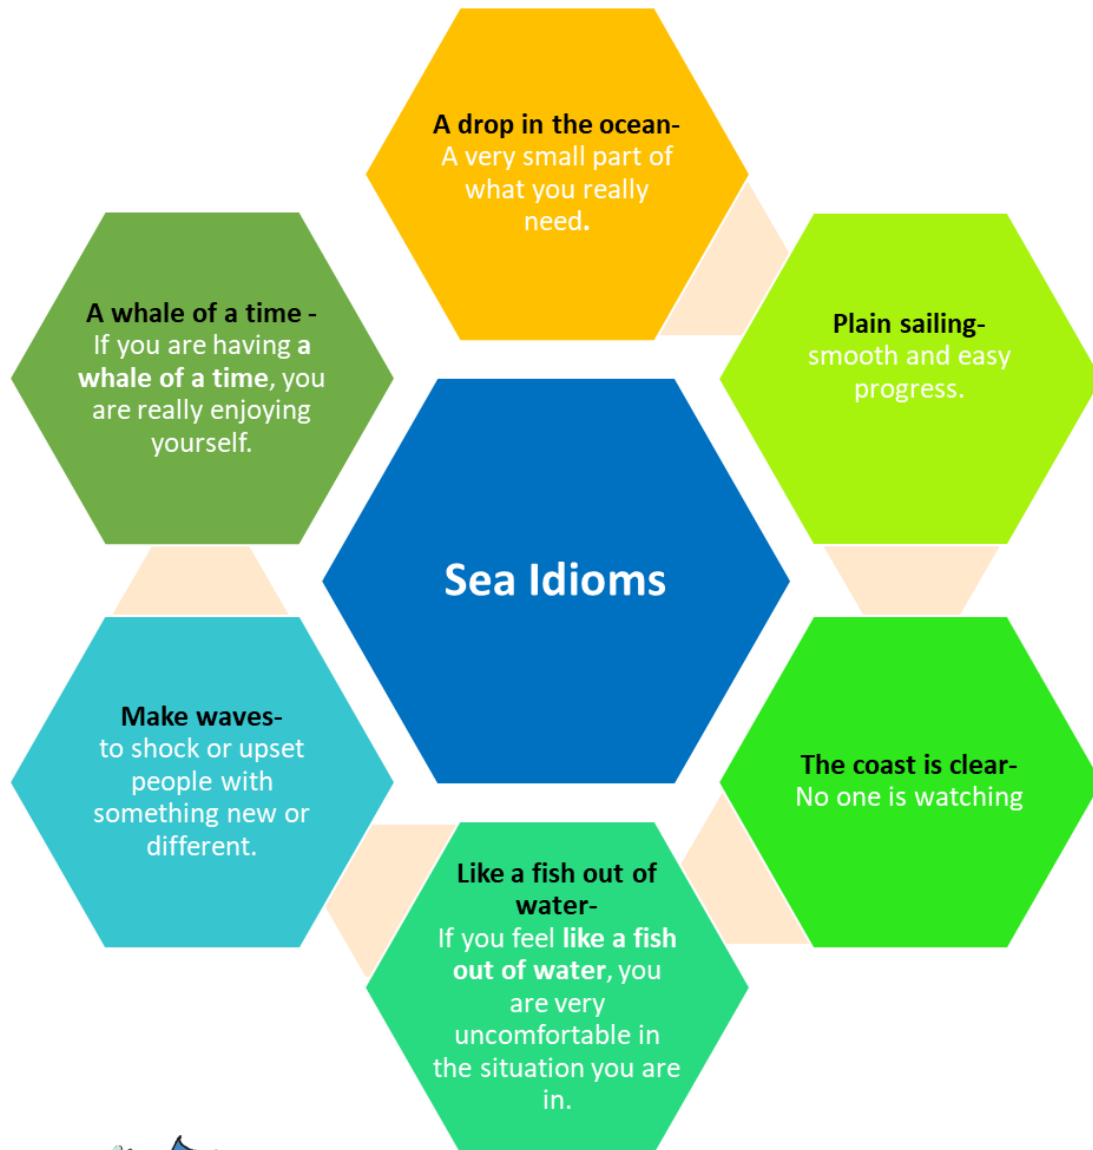 A drop in the ocean-
A very small part of
what you really
need.
A whale of a time -
If you are having a
whale of a time, you
are really enjoying
yourself.
Plain sailing-
smooth and easy
progress.
Sea Idioms
Make waves-
to shock or upset
people with
something new or
different.
The coast is clear-
No one is watching
Like a fish out of
water-
If you feel like a fish
out of water, you
are very
uncomfortable in
the situation you are
in.